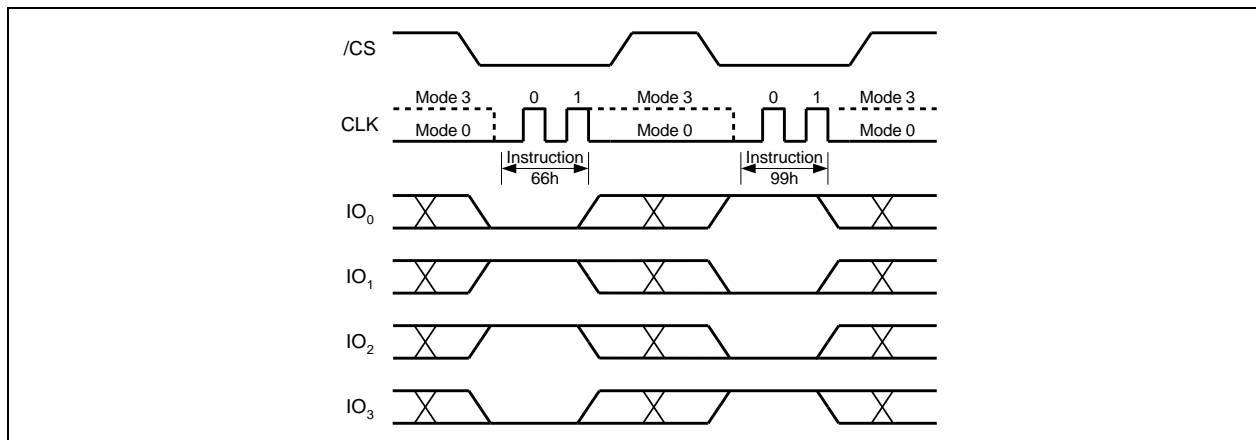 /CS
Mode 3 0 1 Mode 3 0 1 Mode 3
CLK
Mode 0 Mode 0 Mode 0
Instruction Instruction
66h 99h
IO0
IO1
IO2
IO3